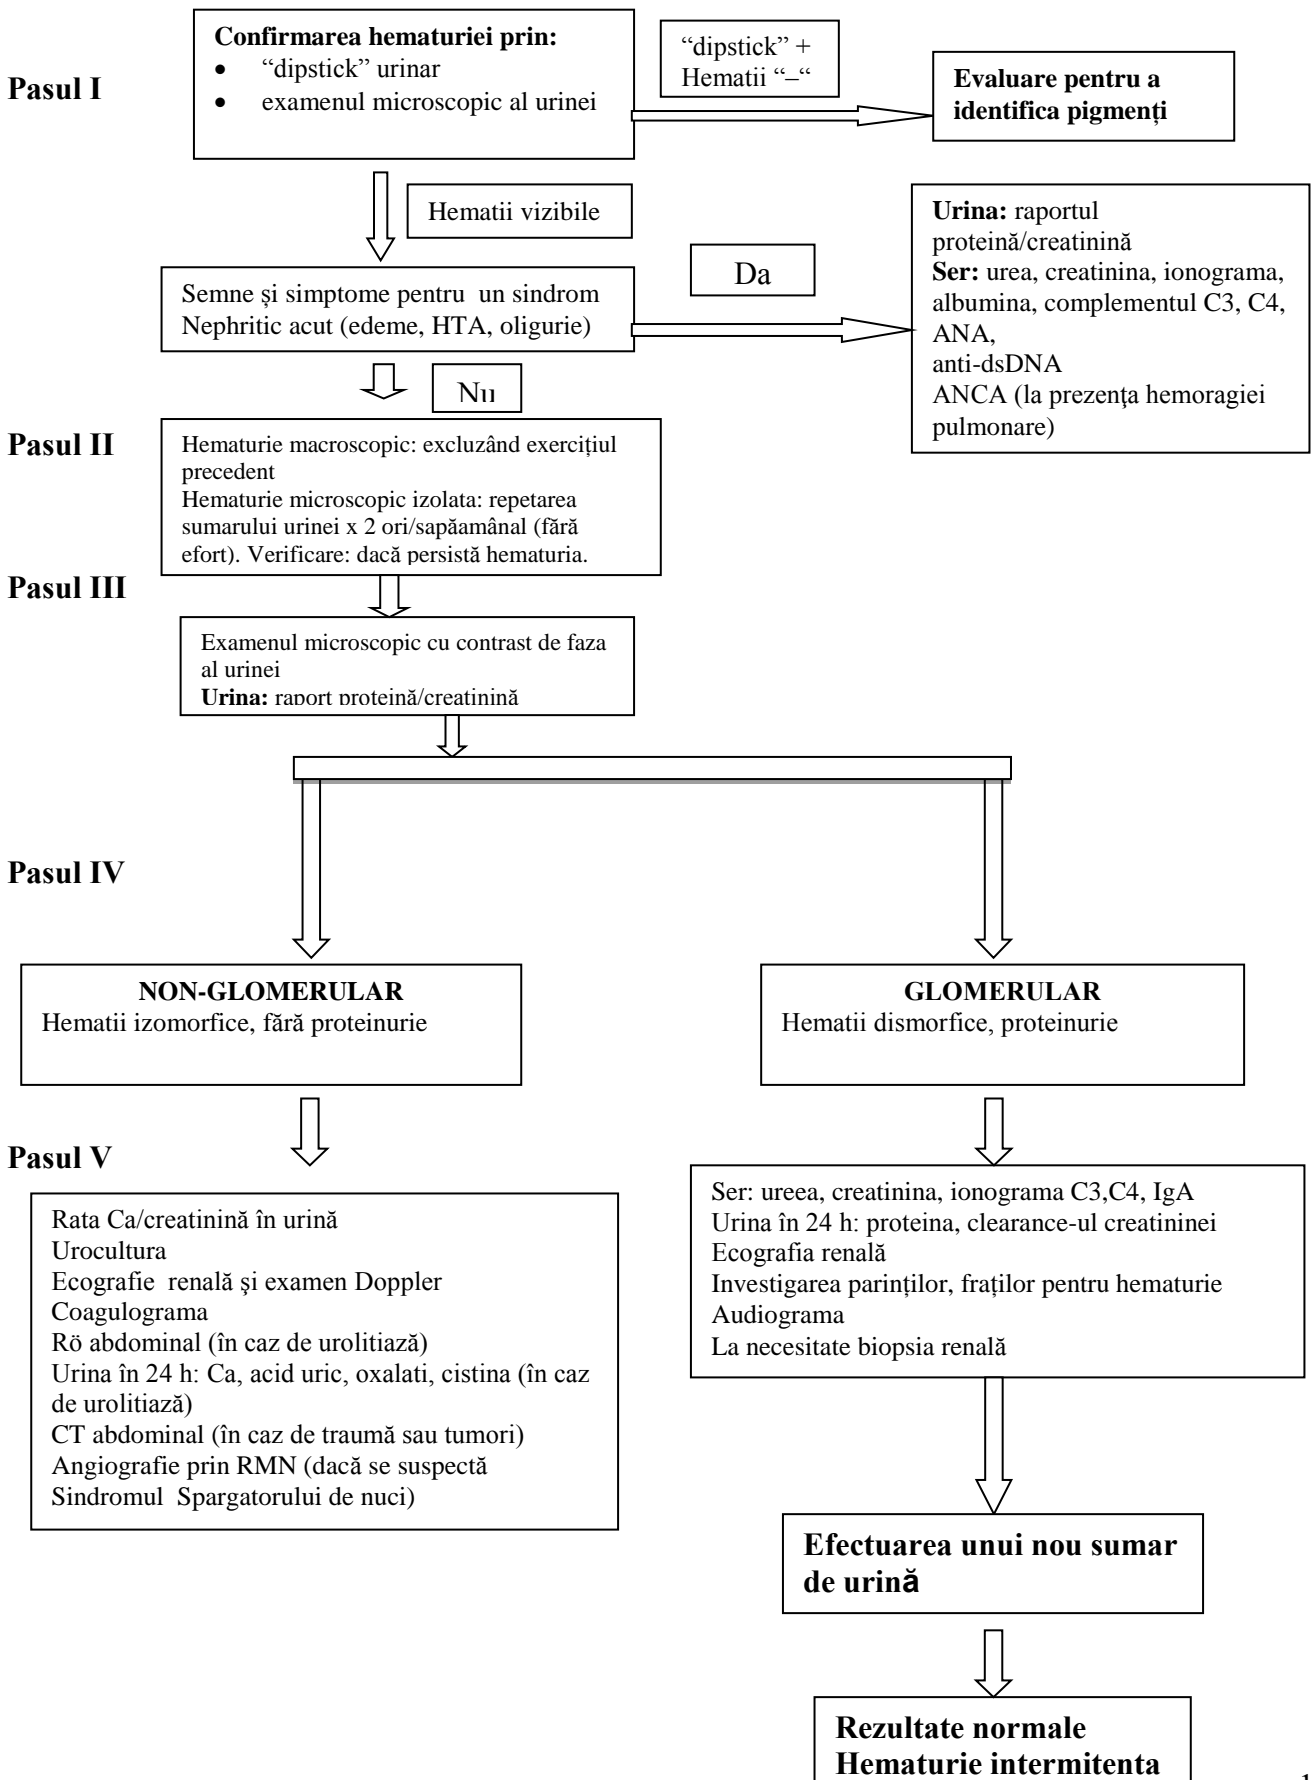 Pasul I
Confirmarea hematuriei prin:
• “dipstick” urinar
• examenul microscopic al urinei
“dipstick” +
Hematii “–“
Evaluare pentru a
identifica pigmenți
Hematii vizibile
Semne și simptome pentru un sindrom
Nephritic acut (edeme, HTA, oligurie)
Da
Urina: raportul
proteină/creatinină
Ser: urea, creatinina, ionograma,
albumina, complementul C3, C4,
ANA,
anti-dsDNA
ANCA (la prezenţa hemoragiei
pulmonare)
Nu
Pasul II
Hematurie macroscopic: excluzând exercițiul
precedent
Hematurie microscopic izolata: repetarea
sumarului urinei x 2 ori/sapăamânal (fără
efort). Verificare: dacă persistă hematuria.
Pasul III
Examenul microscopic cu contrast de faza
al urinei
Urina: raport proteină/creatinină
Pasul IV
NON-GLOMERULAR
Hematii izomorfice, fără proteinurie
GLOMERULAR
Hematii dismorfice, proteinurie
Pasul V
Rata Ca/creatinină în urină
Urocultura
Ecografie renală şi examen Doppler
Coagulograma
Rö abdominal (în caz de urolitiază)
Urina în 24 h: Ca, acid uric, oxalati, cistina (în caz
de urolitiază)
CT abdominal (în caz de traumă sau tumori)
Angiografie prin RMN (dacă se suspectă
Sindromul Spargatorului de nuci)
Ser: ureea, creatinina, ionograma C3,C4, IgA
Urina în 24 h: proteina, clearance-ul creatininei
Ecografia renală
Investigarea parinților, fraților pentru hematurie
Audiograma
La necesitate biopsia renală
Efectuarea unui nou sumar
de urină
Rezultate normale
Hematurie intermitenta
1